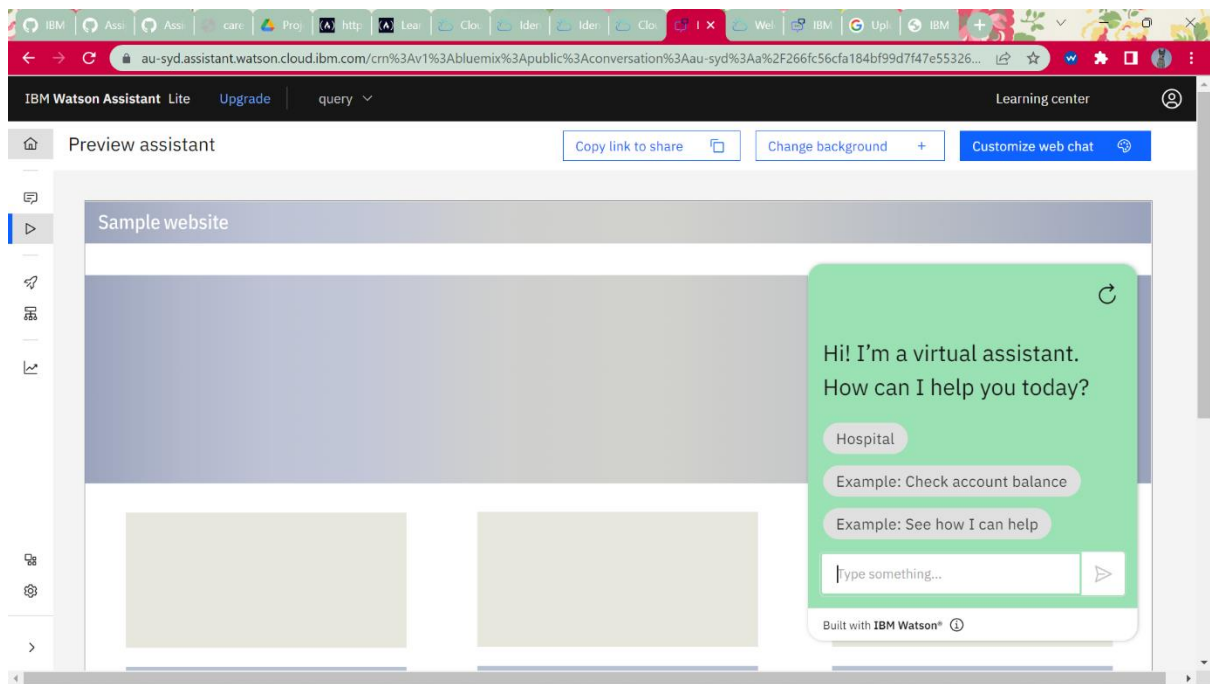 IBM
Assi
Assi
care
Proj
http
Lear
Clou
Iden
Iden
Clo
I
Wel
IBM
Upl
IBM
au-syd.assistant.watson.cloud.ibm.com/crn%3Av1%3Abluemix%3Apublic%3Aconversation%3Aau-syd%3Aa%2F266fc56cfa184bf99d7f47e55326...
IBM Watson Assistant Lite Upgrade query Learning center
Preview assistant Copy link to share Change background + Customize web chat
Sample website
Hi! I'm a virtual assistant.
How can I help you today?
Hospital
Example: Check account balance
Example: See how I can help
Type something...
Built with IBM Watson®